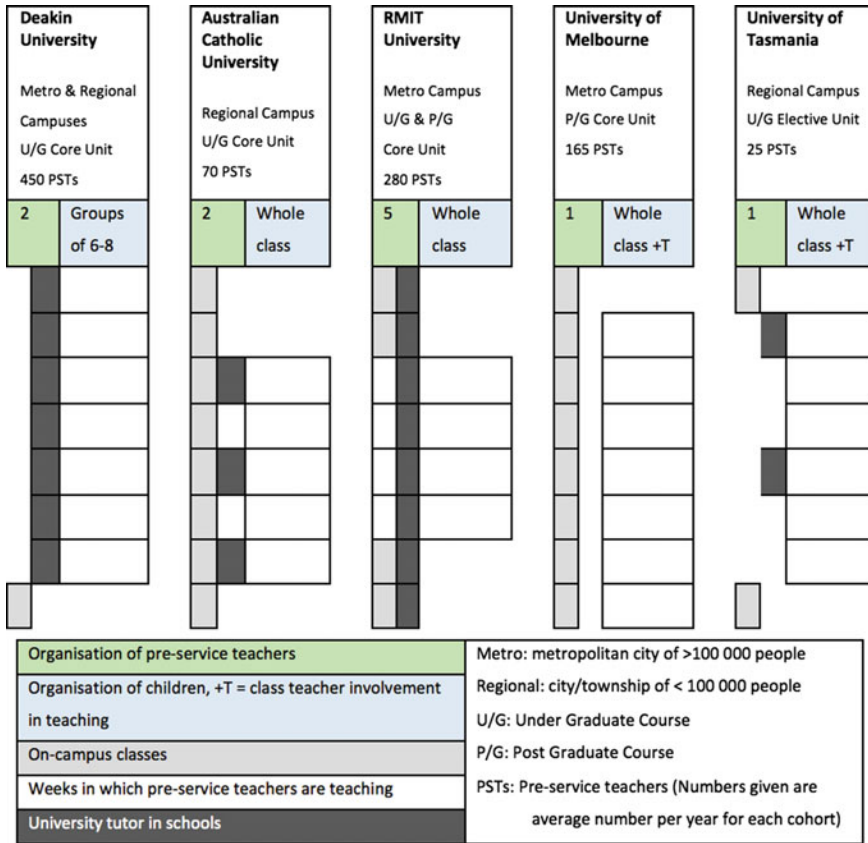 Deakin
University
Metro & Regional
Campuses
U/G Core Unit
450 PSTs
2
Groups
of 6-8
Australian
Catholic
University
Regional Campus
U/G Core Unit
70 PSTs
2
Whole
class
RMIT
University
Metro Campus
U/G & P/G
Core Unit
280 PSTs
5
Whole
class
University of
Melbourne
Metro Campus
P/G Core Unit
165 PSTs
1
Whole
class +T
University of
Tasmania
Regional Campus
U/G Elective Unit
25 PSTs
1
Whole
class +T
Organisation of pre-service teachers
Organisation of children, +T = class teacher involvement
in teaching
On-campus classes
Weeks in which pre-service teachers are teaching
University tutor in schools
Metro: metropolitan city of >100 000 people
Regional: city/township of < 100 000 people
U/G: Under Graduate Course
P/G: Post Graduate Course
PSTs: Pre-service teachers (Numbers given are
average number per year for each cohort)